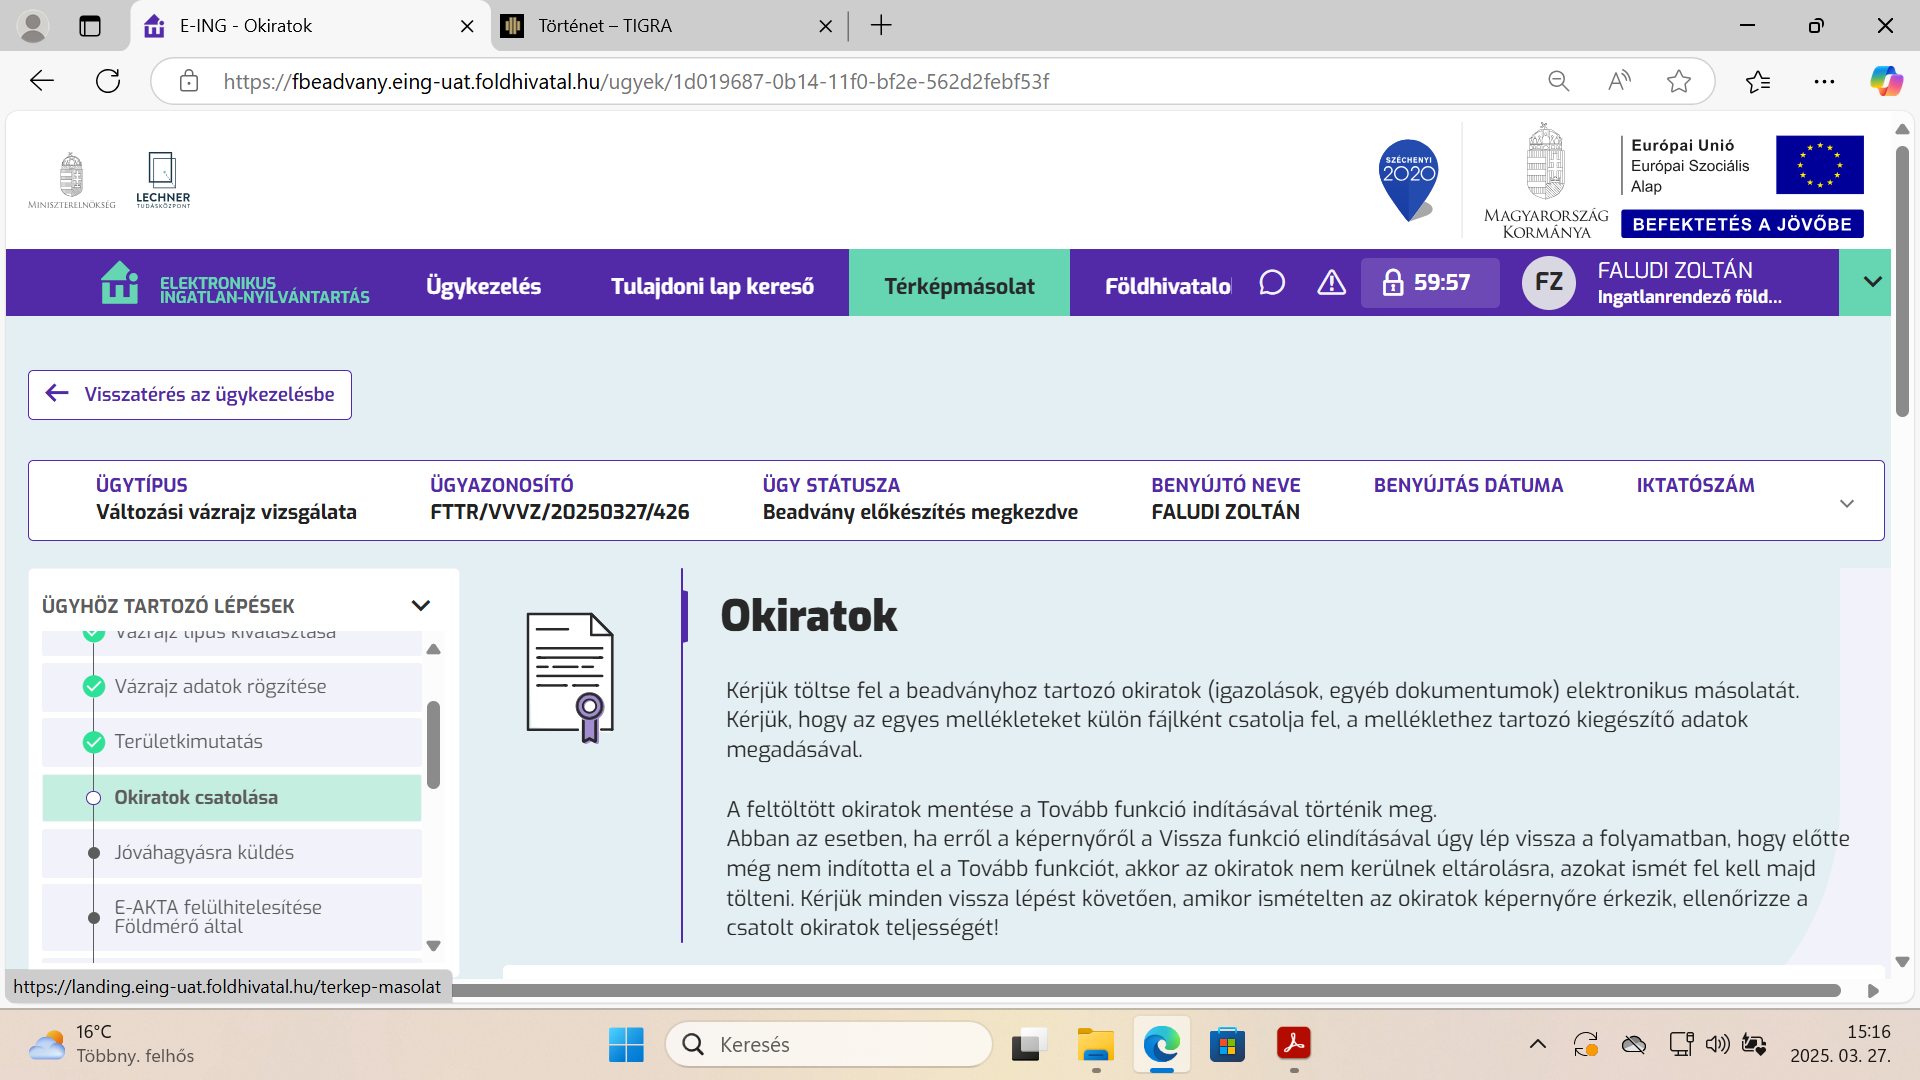 E-ING - Okiratok
Történet – TIGRA
https://fbeadvany.eing-uat.foldhivatal.hu/ugyek/1d019687-0b14-11f0-bf2e-562d2febf53f
MINISZTERELNÖKSÉG
LECHNER
TUDÁSKÖZPONT
SZÉCHENYI
2020
MAGYARORSZÁG
KORMÁNYA
Európai Unió
Európai Szociális
Alap
BEFEKTETÉS A JÖVŐBE
ELEKTRONIKUS
INGATLAN-NYILVÁNTARTÁS
Ügykezelés
Tulajdoni lap kereső
Térképmásolat
Földhivatalo
59:57
FZ
FALUDI ZOLTÁN
Ingatlanrendező föld...
Visszatérés az ügykezelésbe
ÜGYTÍPUS
Változási vázrajz vizsgálata
ÜGYAZONOSÍTÓ
FTTR/VVVZ/20250327/426
ÜGY STÁTUSZA
Beadvány előkészítés megkezdve
BENYÚJTÓ NEVE
FALUDI ZOLTÁN
BENYÚJTÁS DÁTUMA
IKTATÓSZÁM
ÜGYHÖZ TARTOZÓ LÉPÉSEK
Vázrajz típus kiválasztása
Vázrajz adatok rögzítése
Területkimutatás
Okiratok csatolása
Jóváhagyásra küldés
E-AKTA felülhitelesítése
Földmérő által
Okiratok
Kérjük töltse fel a beadványhoz tartozó okiratok (igazolások, egyéb dokumentumok) elektronikus másolatát.
Kérjük, hogy az egyes mellékleteket külön fájlként csatolja fel, a melléklethez tartozó kiegészítő adatok
megadásával.
A feltöltött okiratok mentése a Tovább funkció indításával történik meg.
Abban az esetben, ha erről a képernyőről a Vissza funkció elindításával úgy lép vissza a folyamatban, hogy előtte
még nem indította el a Tovább funkciót, akkor az okiratok nem kerülnek eltárolásra, azokat ismét fel kell majd
tölteni. Kérjük minden vissza lépést követően, amikor ismételten az okiratok képernyőre érkezik, ellenőrizze a
csatolt okiratok teljességét!
https://landing.eing-uat.foldhivatal.hu/terkep-masolat
16°C
Többny. felhős
Keresés
15:16
2025. 03. 27.